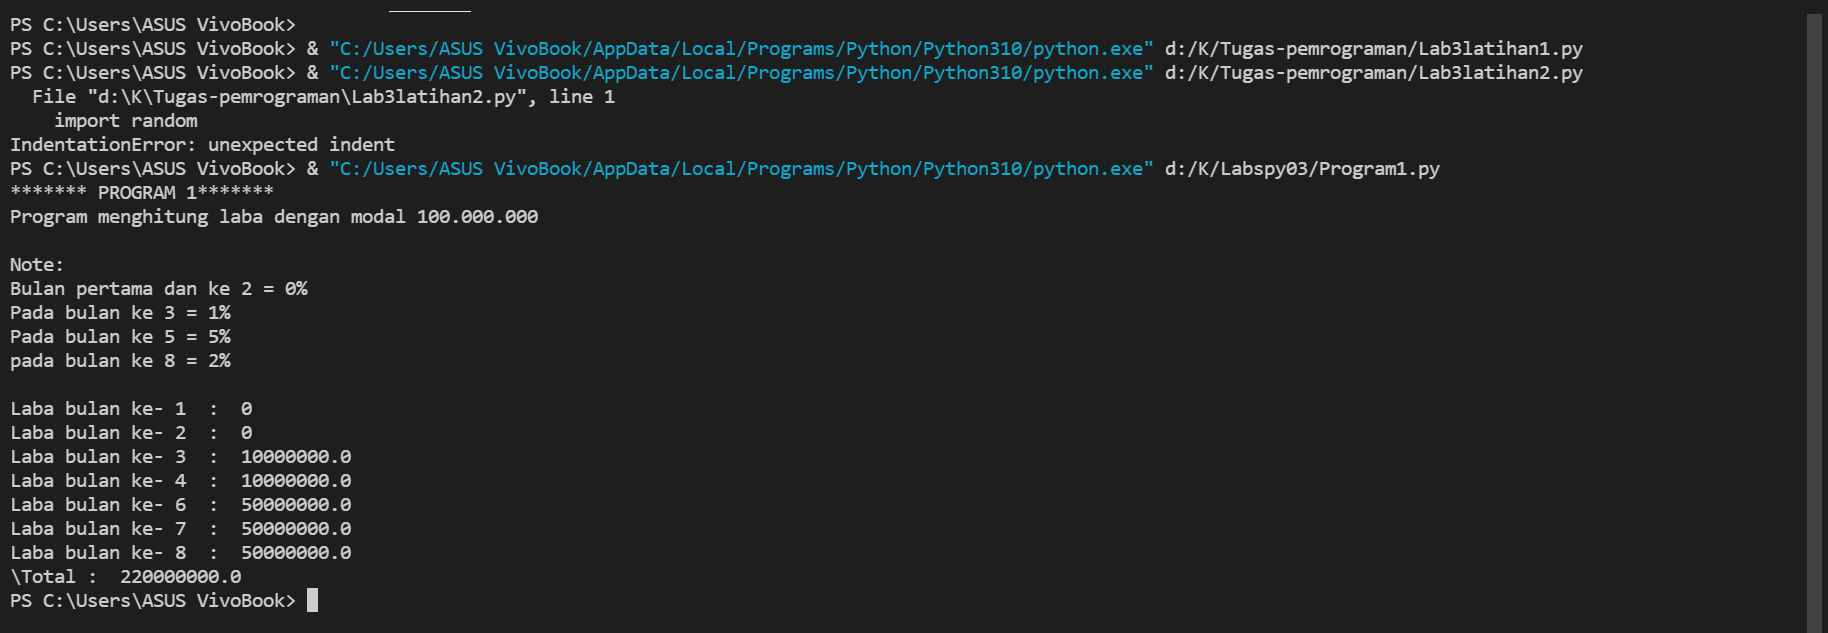 PS C:\Users\ASUS VivoBook>
PS C:\Users\ASUS VivoBook> & "C:/Users/ASUS VivoBook/AppData/Local/Programs/Python/Python310/python.exe" d:/K/Tugas-pemrograman/Lab3latihan1.py
PS C:\Users\ASUS VivoBook> & "C:/Users/ASUS VivoBook/AppData/Local/Programs/Python/Python310/python.exe" d:/K/Tugas-pemrograman/Lab3latihan2.py
  File "d:\K\Tugas-pemrograman\Lab3latihan2.py", line 1
    import random
IndentationError: unexpected indent
PS C:\Users\ASUS VivoBook> & "C:/Users/ASUS VivoBook/AppData/Local/Programs/Python/Python310/python.exe" d:/K/Labspy03/Program1.py
******* PROGRAM 1*******
Program menghitung laba dengan modal 100.000.000

Note:
Bulan pertama dan ke 2 = 0%
Pada bulan ke 3 = 1%
Pada bulan ke 5 = 5%
pada bulan ke 8 = 2%

Laba bulan ke- 1  :  0
Laba bulan ke- 2  :  0
Laba bulan ke- 3  :  10000000.0
Laba bulan ke- 4  :  10000000.0
Laba bulan ke- 6  :  50000000.0
Laba bulan ke- 7  :  50000000.0
Laba bulan ke- 8  :  50000000.0
\Total :  220000000.0
PS C:\Users\ASUS VivoBook>